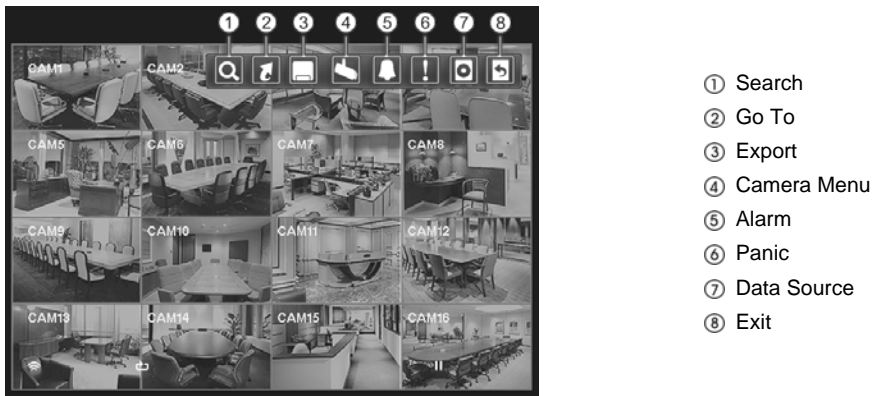 ① ② ③ ④ ⑤ ⑥ ⑦ ⑧
CAM1 CAM2
CAM5 CAM6 CAM7 CAM8
CAM9 CAM10 CAM11 CAM12
CAM13 CAM14 CAM15 CAM16
① Search
② Go To
③ Export
④ Camera Menu
⑤ Alarm
⑥ Panic
⑦ Data Source
⑧ Exit